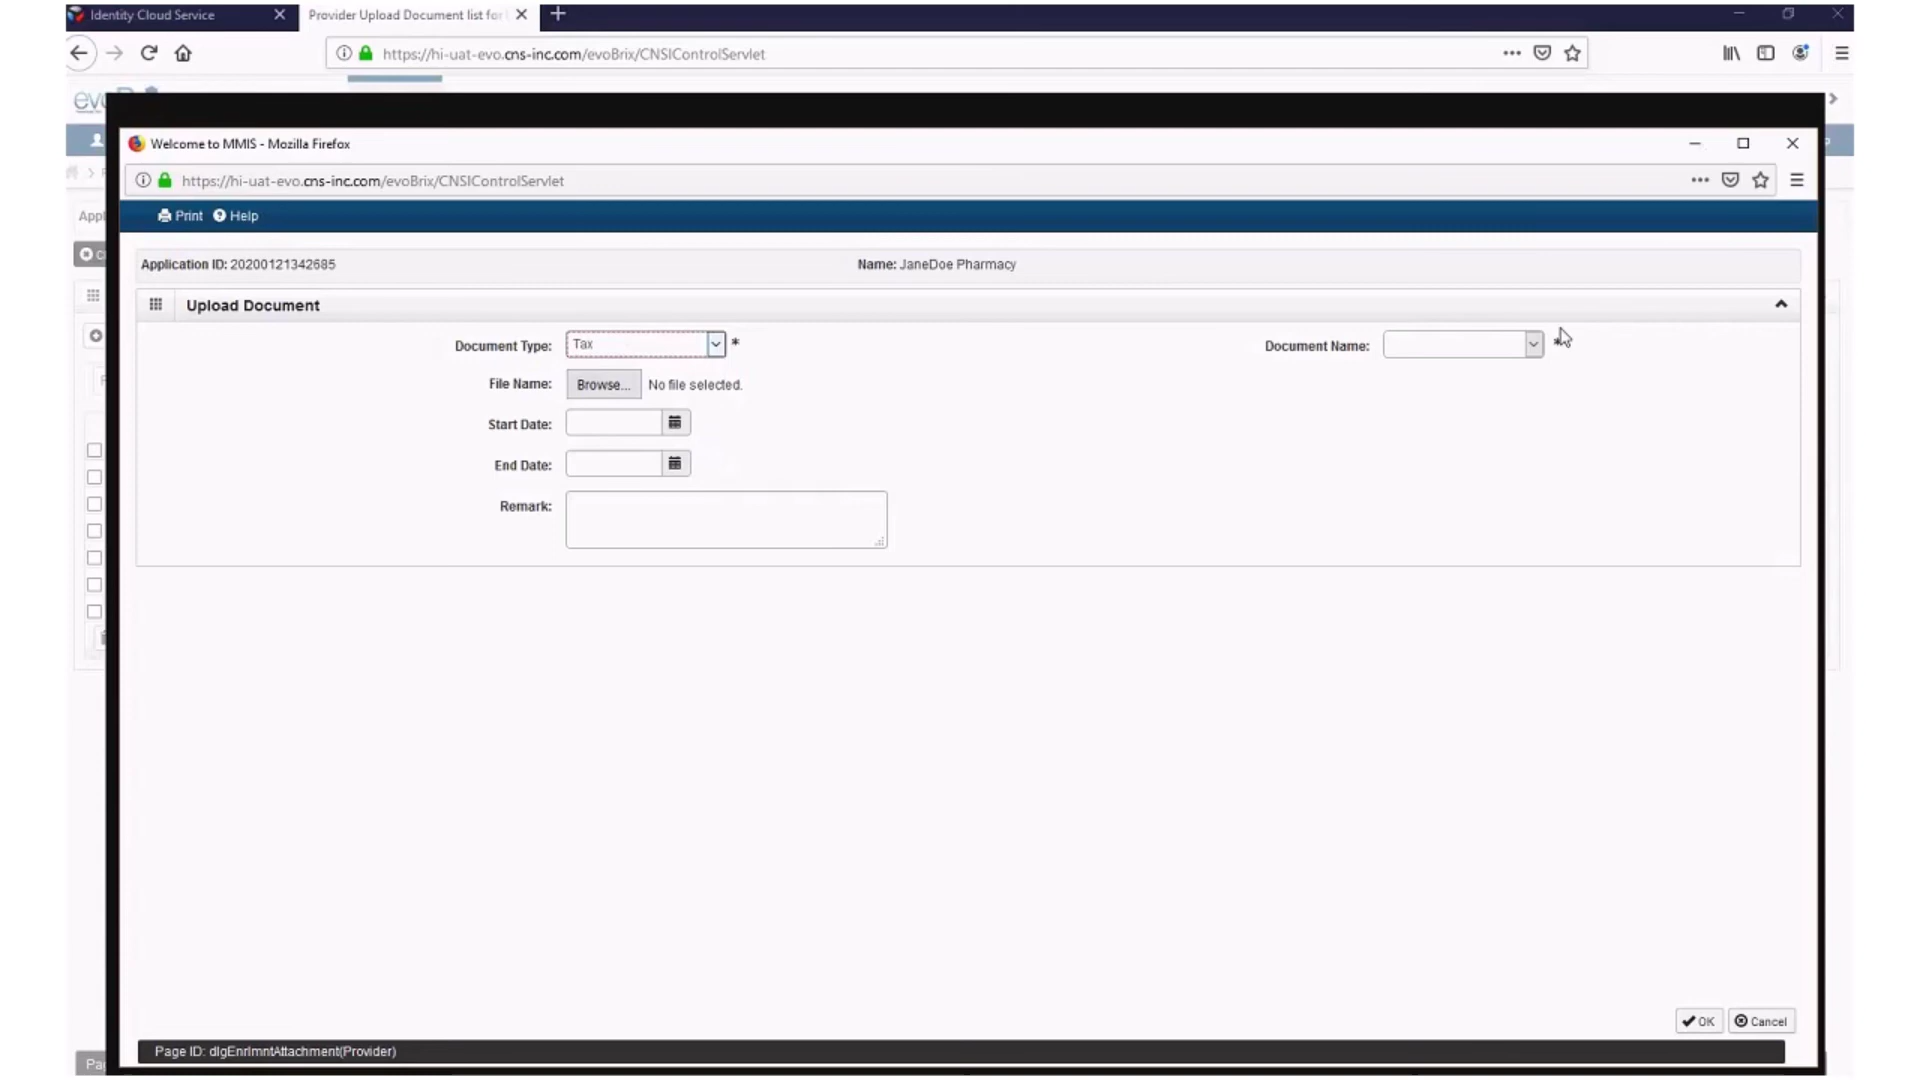 Identity Cloud Service
Provider Upload Document list for
https://hi-uat-evo.cns-inc.com/evoBrix/CNSIControlServlet
Welcome to MMIS - Mozilla Firefox
https://hi-uat-evo.cns-inc.com/evoBrix/CNSIControlServlet
Print Help
Application ID: 20200121342685 Name: JaneDoe Pharmacy
Upload Document
Document Type: Tax * Document Name: *
File Name: Browse... No file selected.
Start Date:
End Date:
Remark:
OK Cancel
Page ID: dlgEnrlmntAttachment(Provider)